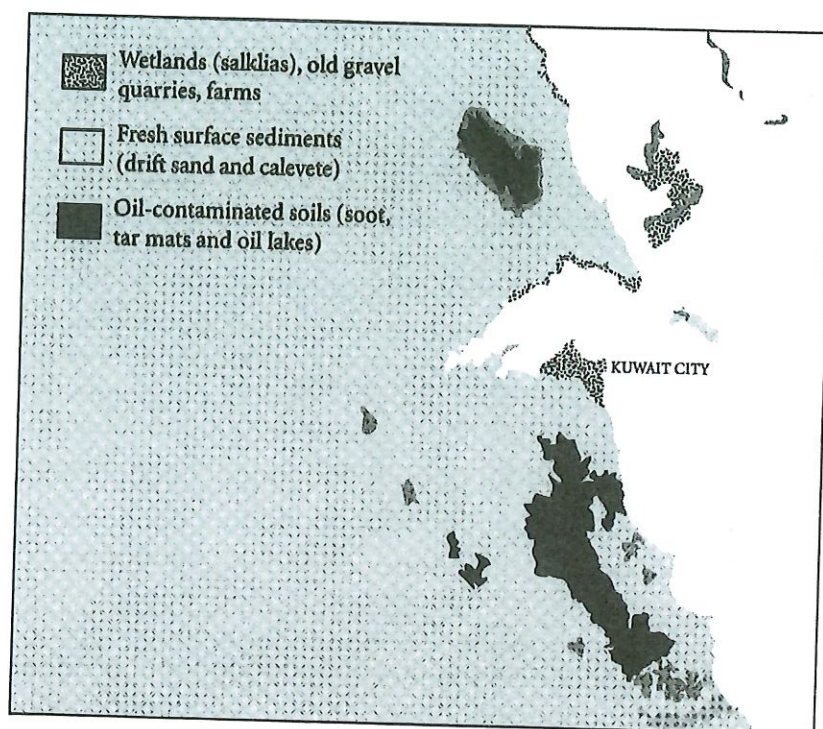 Wetlands (salklias), old gravel
quarries, farms
Fresh surface sediments
(drift sand and calevete)
Oil-contaminated soils (soot,
tar mats and oil lakes)
KUWAIT CITY